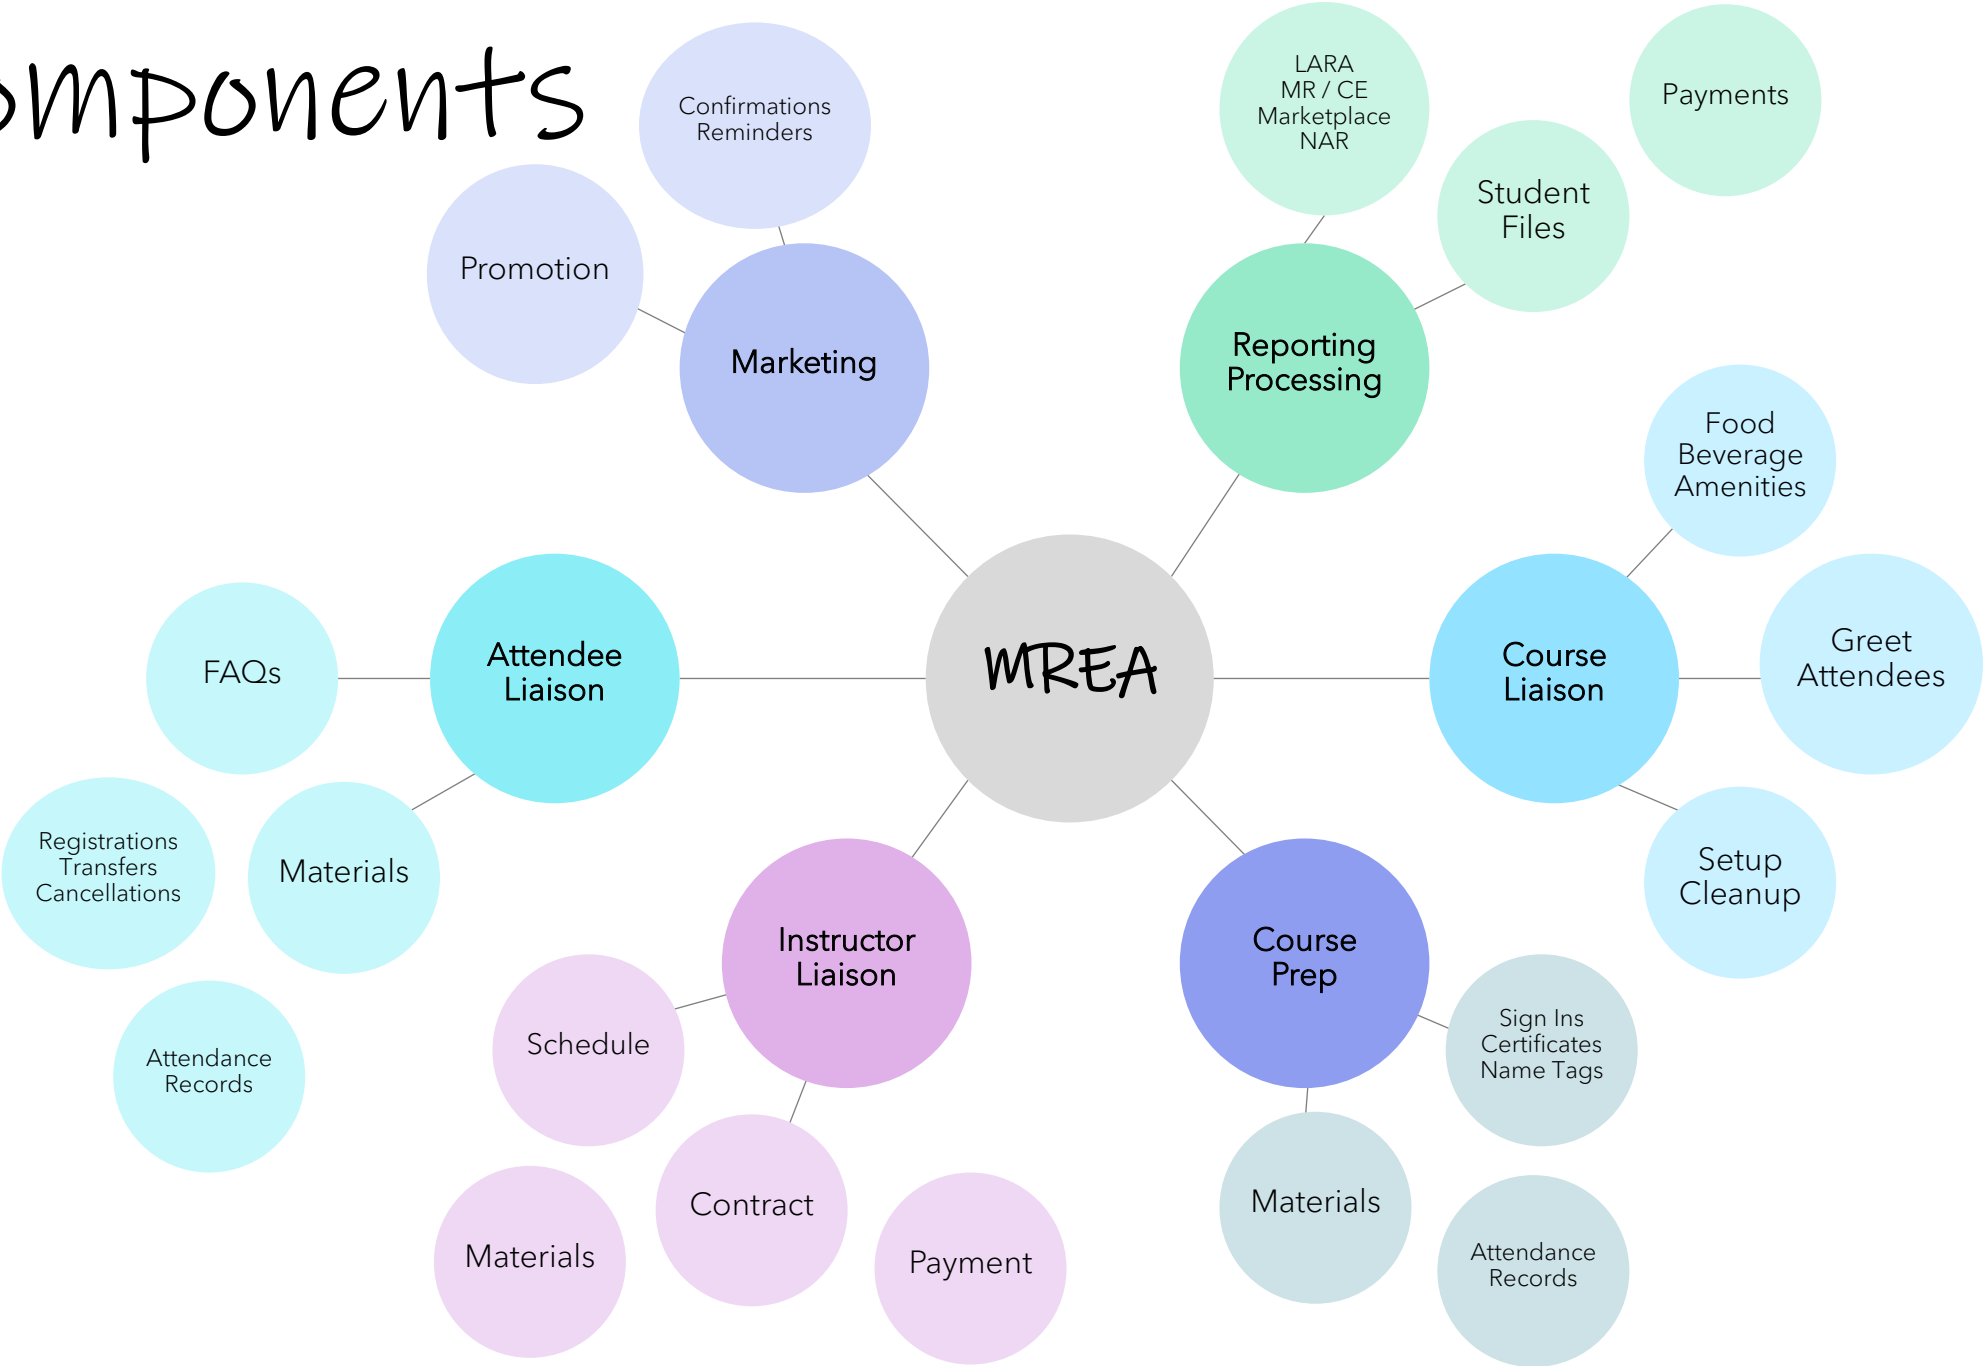 omponents
Confirmations
Reminders
Promotion
Marketing
LARA
MR / CE
Marketplace
NAR
Student
Files
Payments
Reporting
Processing
Food
Beverage
Amenities
Greet
Attendees
Course
Liaison
Setup
Cleanup
MREA
Attendee
Liaison
FAQs
Registrations
Transfers
Cancellations
Materials
Attendance
Records
Instructor
Liaison
Schedule
Materials
Contract
Payment
Course
Prep
Sign Ins
Certificates
Name Tags
Materials
Attendance
Records